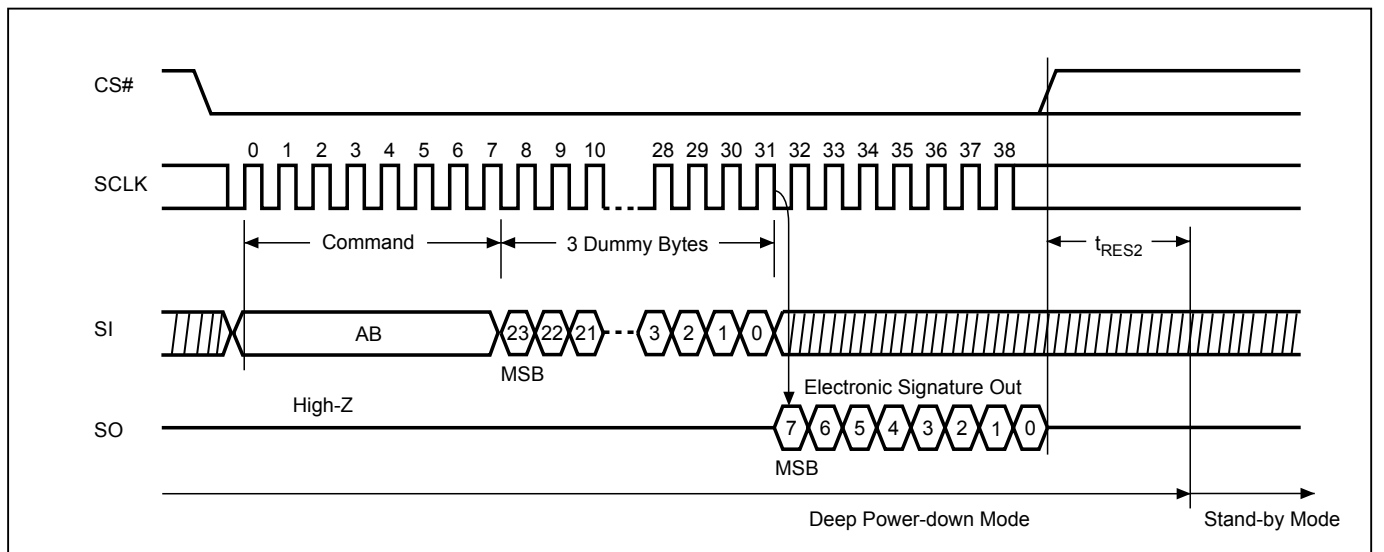 CS#
0 1 2 3 4 5 6 7 8 9 10 28 29 30 31 32 33 34 35 36 37 38
SCLK
Command 3 Dummy Bytes tRES2
SI AB 23 22 21 3 2 1 0
MSB
Electronic Signature Out
High-Z
SO 7 6 5 4 3 2 1 0
MSB
Deep Power-down Mode Stand-by Mode